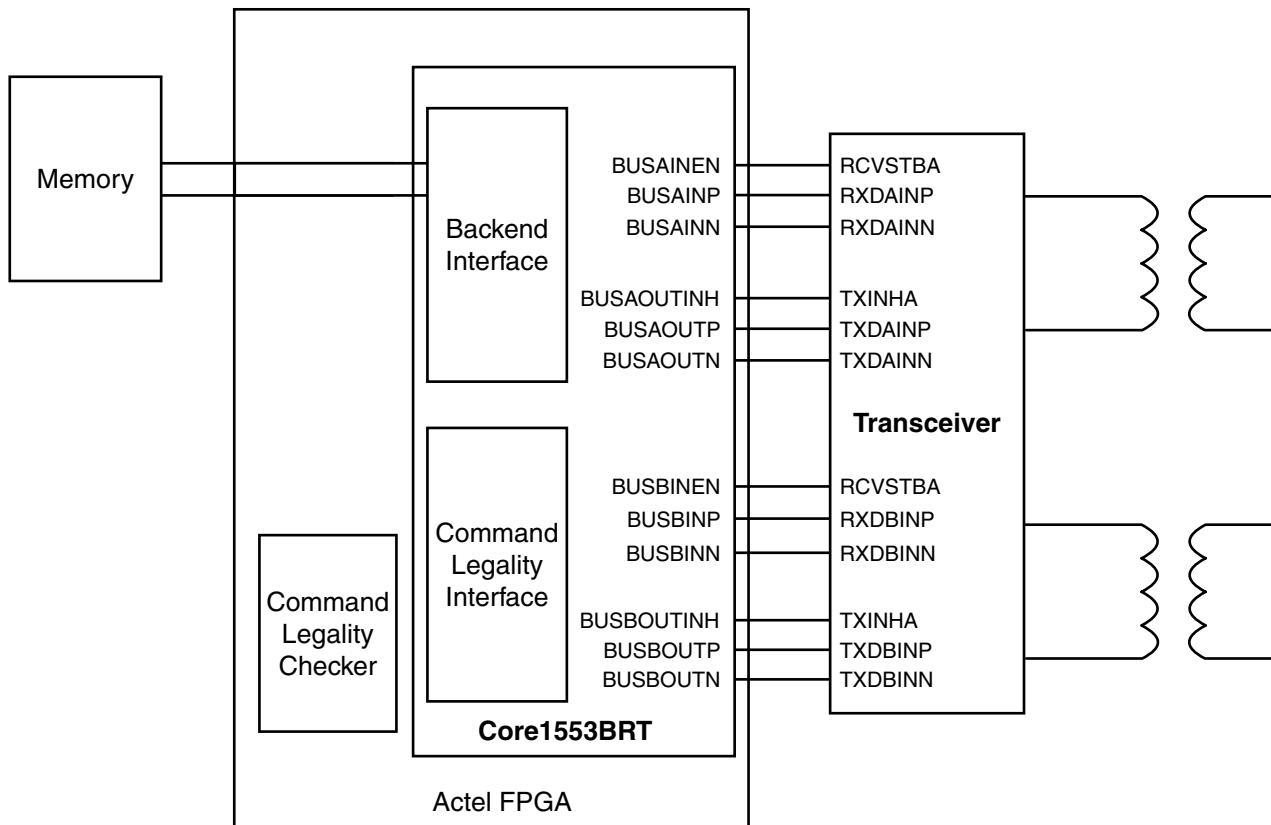 Memory
Backend
Interface
Command
Legality
Interface
Command
Legality
Checker
BUSAINEN
BUSAINP
BUSAINN
BUSAOUTINH
BUSAOUTP
BUSAOUTN
BUSBINEN
BUSBINP
BUSBINN
BUSBOUTINH
BUSBOUTP
BUSBOUTN
Core1553BRT
Actel FPGA
RCVSTBA
RXDAINP
RXDAINN
TXINHA
TXDAINP
TXDAINN
Transceiver
RCVSTBA
RXDBINP
RXDBINN
TXINHA
TXDBINP
TXDBINN